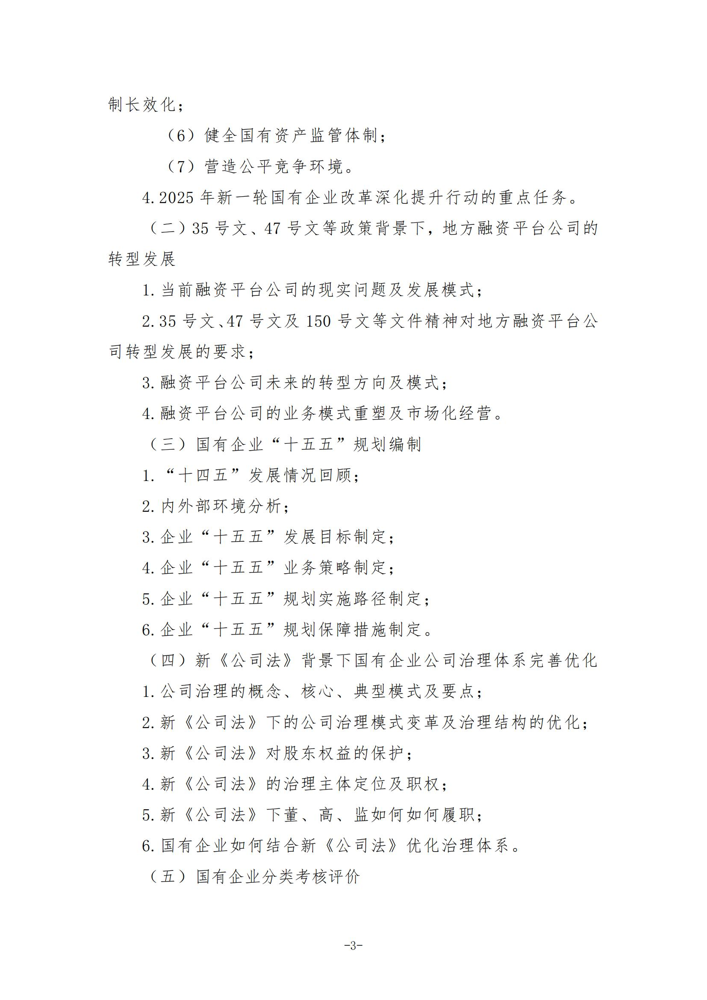 制长效化；
（6）健全国有资产监管体制；
（7）营造公平竞争环境。
4.2025 年新一轮国有企业改革深化提升行动的重点任务。
（二）35 号文、47 号文等政策背景下，地方融资平台公司的
转型发展
1.当前融资平台公司的现实问题及发展模式；
2.35 号文、47 号文及 150 号文等文件精神对地方融资平台公
司转型发展的要求；
3.融资平台公司未来的转型方向及模式；
4.融资平台公司的业务模式重塑及市场化经营。
（三）国有企业“十五五”规划编制
1.“十四五”发展情况回顾；
2.内外部环境分析；
3.企业“十五五”发展目标制定；
4.企业“十五五”业务策略制定；
5.企业“十五五”规划实施路径制定；
6.企业“十五五”规划保障措施制定。
（四）新《公司法》背景下国有企业公司治理体系完善优化
1.公司治理的概念、核心、典型模式及要点；
2.新《公司法》下的公司治理模式变革及治理结构的优化；
3.新《公司法》对股东权益的保护；
4.新《公司法》的治理主体定位及职权；
5.新《公司法》下董、高、监如何如何履职；
6.国有企业如何结合新《公司法》优化治理体系。
（五）国有企业分类考核评价
-3-